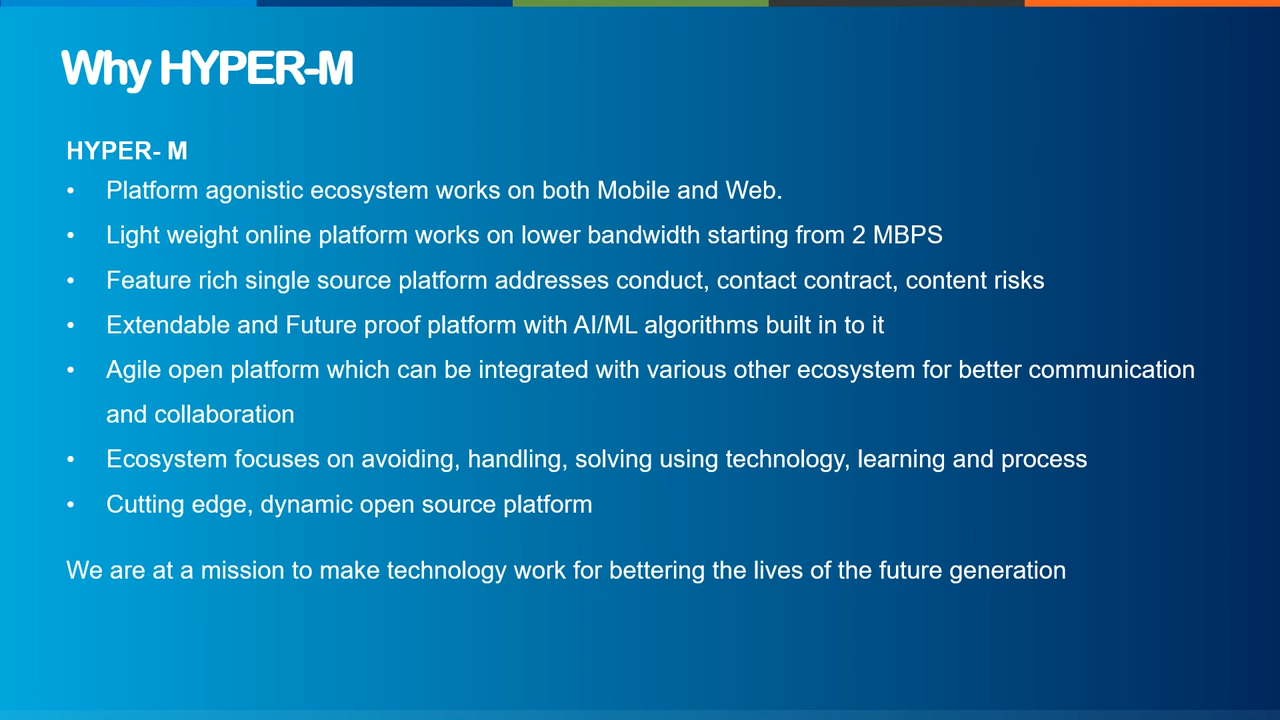 Why HYPER-M
HYPER- M
• Platform agonistic ecosystem works on both Mobile and Web.
• Light weight online platform works on lower bandwidth starting from 2 MBPS
• Feature rich single source platform addresses conduct, contact contract, content risks
• Extendable and Future proof platform with AI/ML algorithms built in to it
• Agile open platform which can be integrated with various other ecosystem for better communication
and collaboration
• Ecosystem focuses on avoiding, handling, solving using technology, learning and process
• Cutting edge, dynamic open source platform
We are at a mission to make technology work for bettering the lives of the future generation